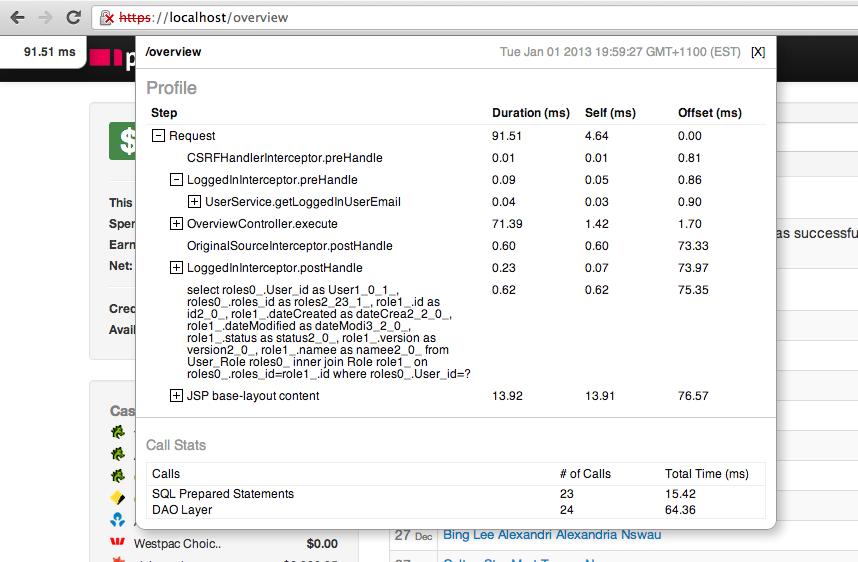 https://localhost/overview
91.51 ms
/overview Tue Jan 01 2013 19:59:27 GMT+1100 (EST) [X]
Profile
Step Duration (ms) Self (ms) Offset (ms)
Request 91.51 4.64 0.00
CSRFHandlerInterceptor.preHandle 0.01 0.01 0.81
LoggedInInterceptor.preHandle 0.09 0.05 0.86
UserService.getLoggedInUserEmail 0.04 0.03 0.90
OverviewController.execute 71.39 1.42 1.70
OriginalSourceInterceptor.postHandle 0.60 0.60 73.33
LoggedInInterceptor.postHandle 0.23 0.07 73.97
select roles0_.User_id as User1_0_1_, 0.62 0.62 75.35
roles0_.roles_id as roles2_23_1_, role1_.id as
id2_0_, role1_.dateCreated as dateCrea2_2_0_,
role1_.dateModified as dateModi3_2_0_,
role1_.status as status2_0_, role1_.version as
version2_0_, role1_.namee as namee2_0_ from
User_Role roles0_ inner join Role role1_ on
roles0_.roles_id=role1_.id where roles0_.User_id=?
JSP base-layout content 13.92 13.91 76.57
Call Stats
Calls # of Calls Total Time (ms)
SQL Prepared Statements 23 15.42
DAO Layer 24 64.36
This
Spen
Earn
Net:
Cred
Avail
Cas
Westpac Choic.. $0.00
as successfu
27 Dec Bing Lee Alexandri Alexandria Nswau